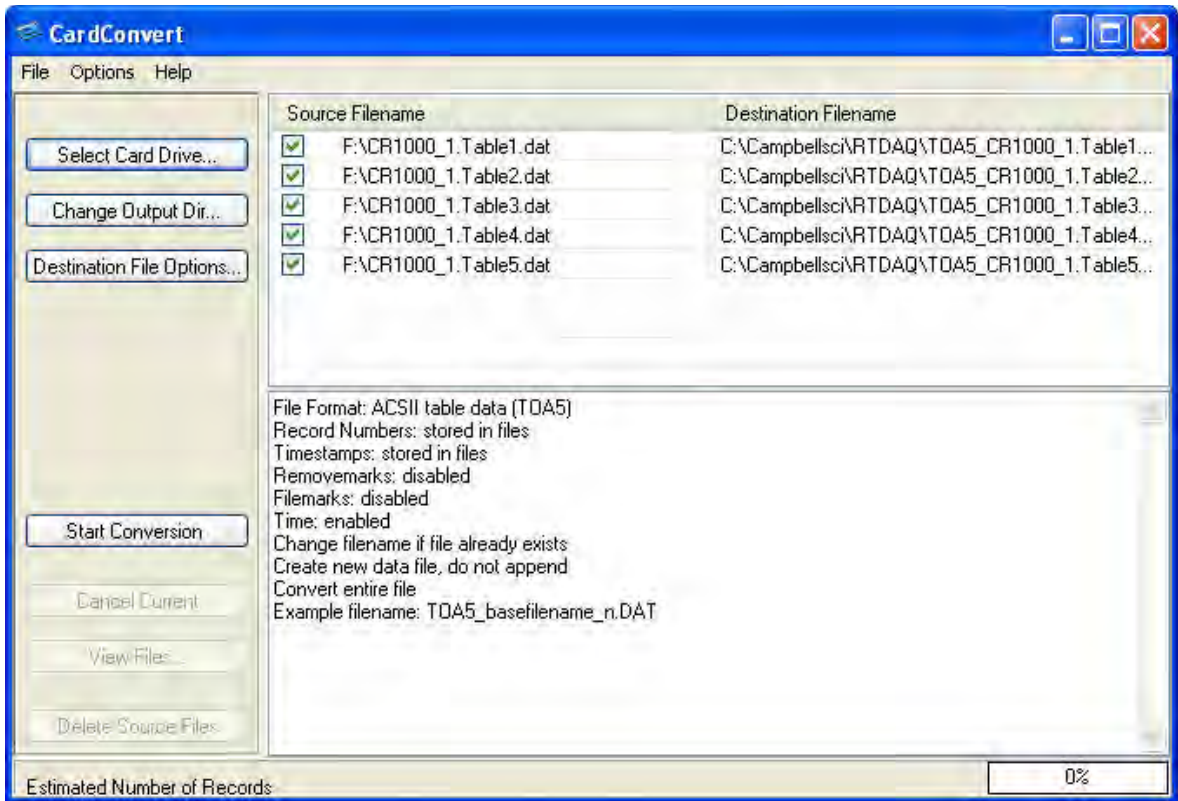 CardConvert
File Options Help
Select Card Drive...
Change Output Dir...
Destination File Options...
Start Conversion
Cancel Current
View Files...
Delete Source Files
Source Filename Destination Filename
F:\CR1000_1.Table1.dat C:\Campbellsci\RTDAQ\TOA5_CR1000_1.Table1...
F:\CR1000_1.Table2.dat C:\Campbellsci\RTDAQ\TOA5_CR1000_1.Table2...
F:\CR1000_1.Table3.dat C:\Campbellsci\RTDAQ\TOA5_CR1000_1.Table3...
F:\CR1000_1.Table4.dat C:\Campbellsci\RTDAQ\TOA5_CR1000_1.Table4...
F:\CR1000_1.Table5.dat C:\Campbellsci\RTDAQ\TOA5_CR1000_1.Table5...
File Format: ACSII table data (TOA5)
Record Numbers: stored in files
Timestamps: stored in files
Removemarks: disabled
Filemarks: disabled
Time: enabled
Change filename if file already exists
Create new data file, do not append
Convert entire file
Example filename: TOA5_basefilename_n.DAT
Estimated Number of Records
0%